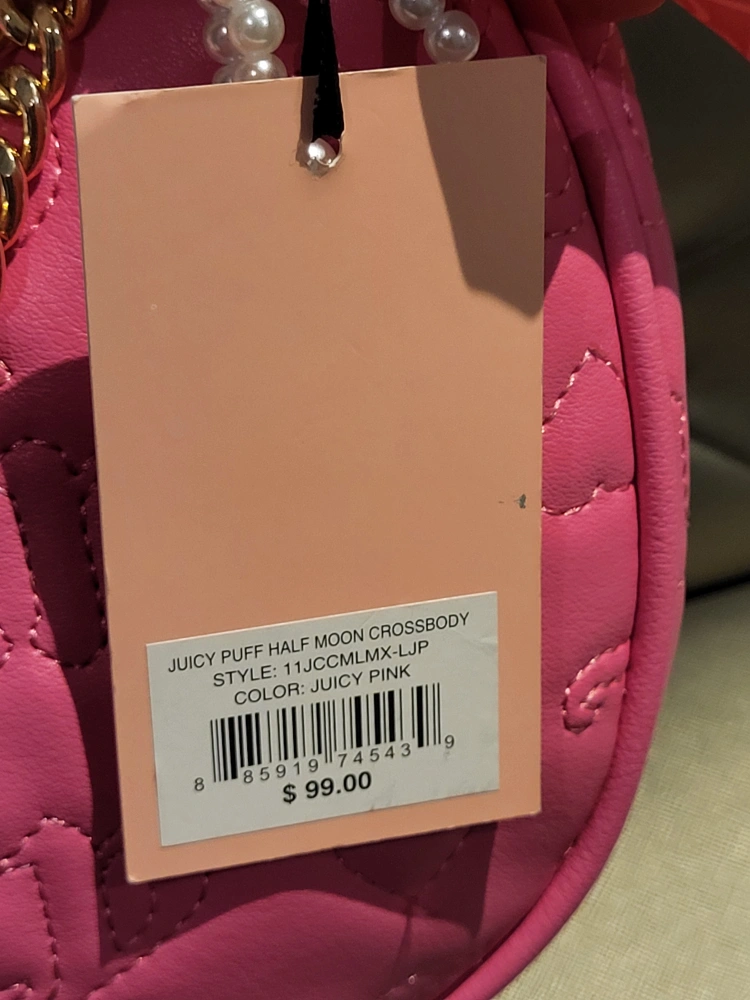 JUICY PUFF HALF MOON CROSSBODY
STYLE: 11JCCMLMX-LJP
COLOR: JUICY PINK
8 85919 74543 9
$ 99.00